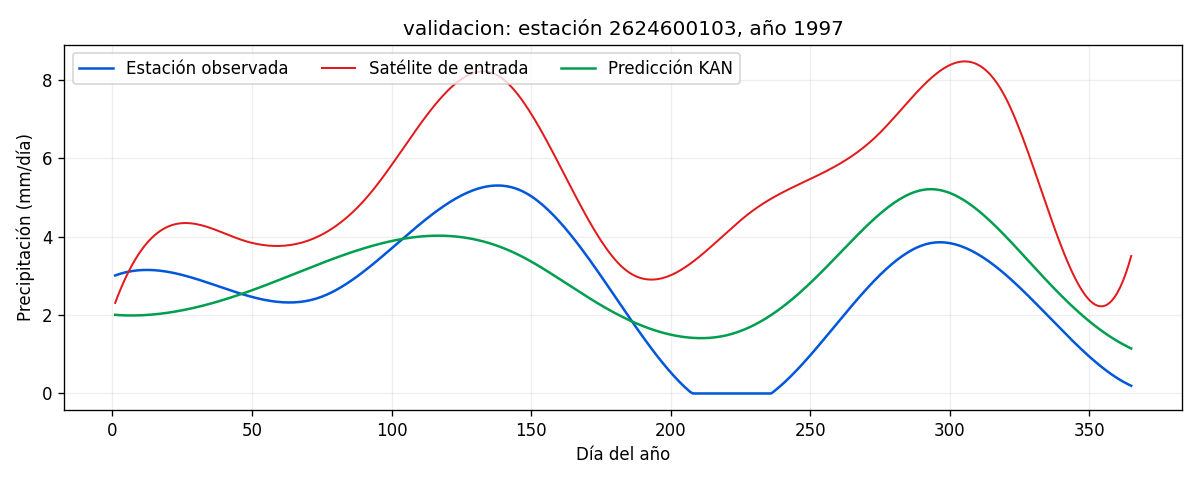 validacion: estación 2624600103, año 1997
Estación observada
Satélite de entrada
Predicción KAN
Precipitación (mm/día)
8
6
4
2
0
0
50
100
150
200
250
300
350
Día del año